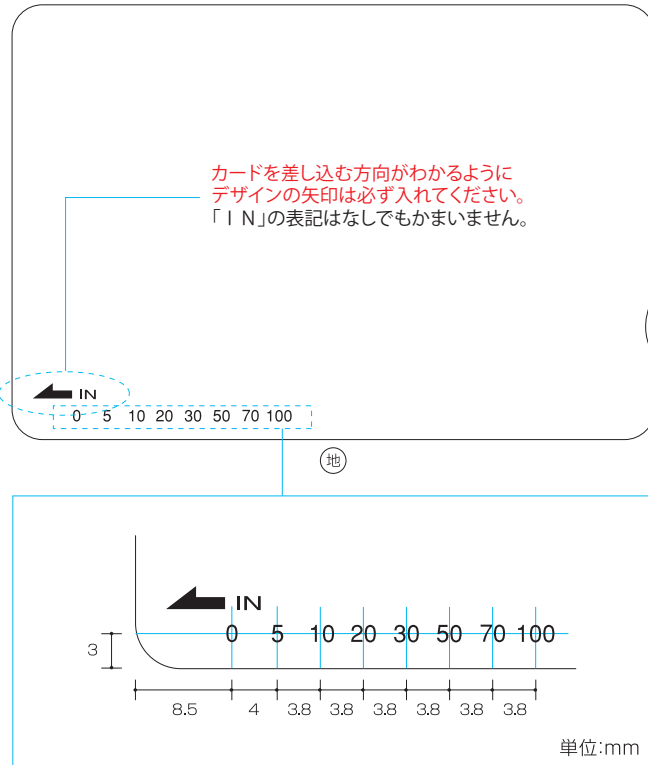 カードを差し込む方向がわかるように
デザインの矢印は必ず入れてください。
「ＩＮ」の表記はなしでもかまいません。
IN
0 5 10 20 30 50 70 100
地
IN
0 5 10 20 30 50 70 100
3
8.5 4 3.8 3.8 3.8 3.8 3.8 3.8
単位:mm